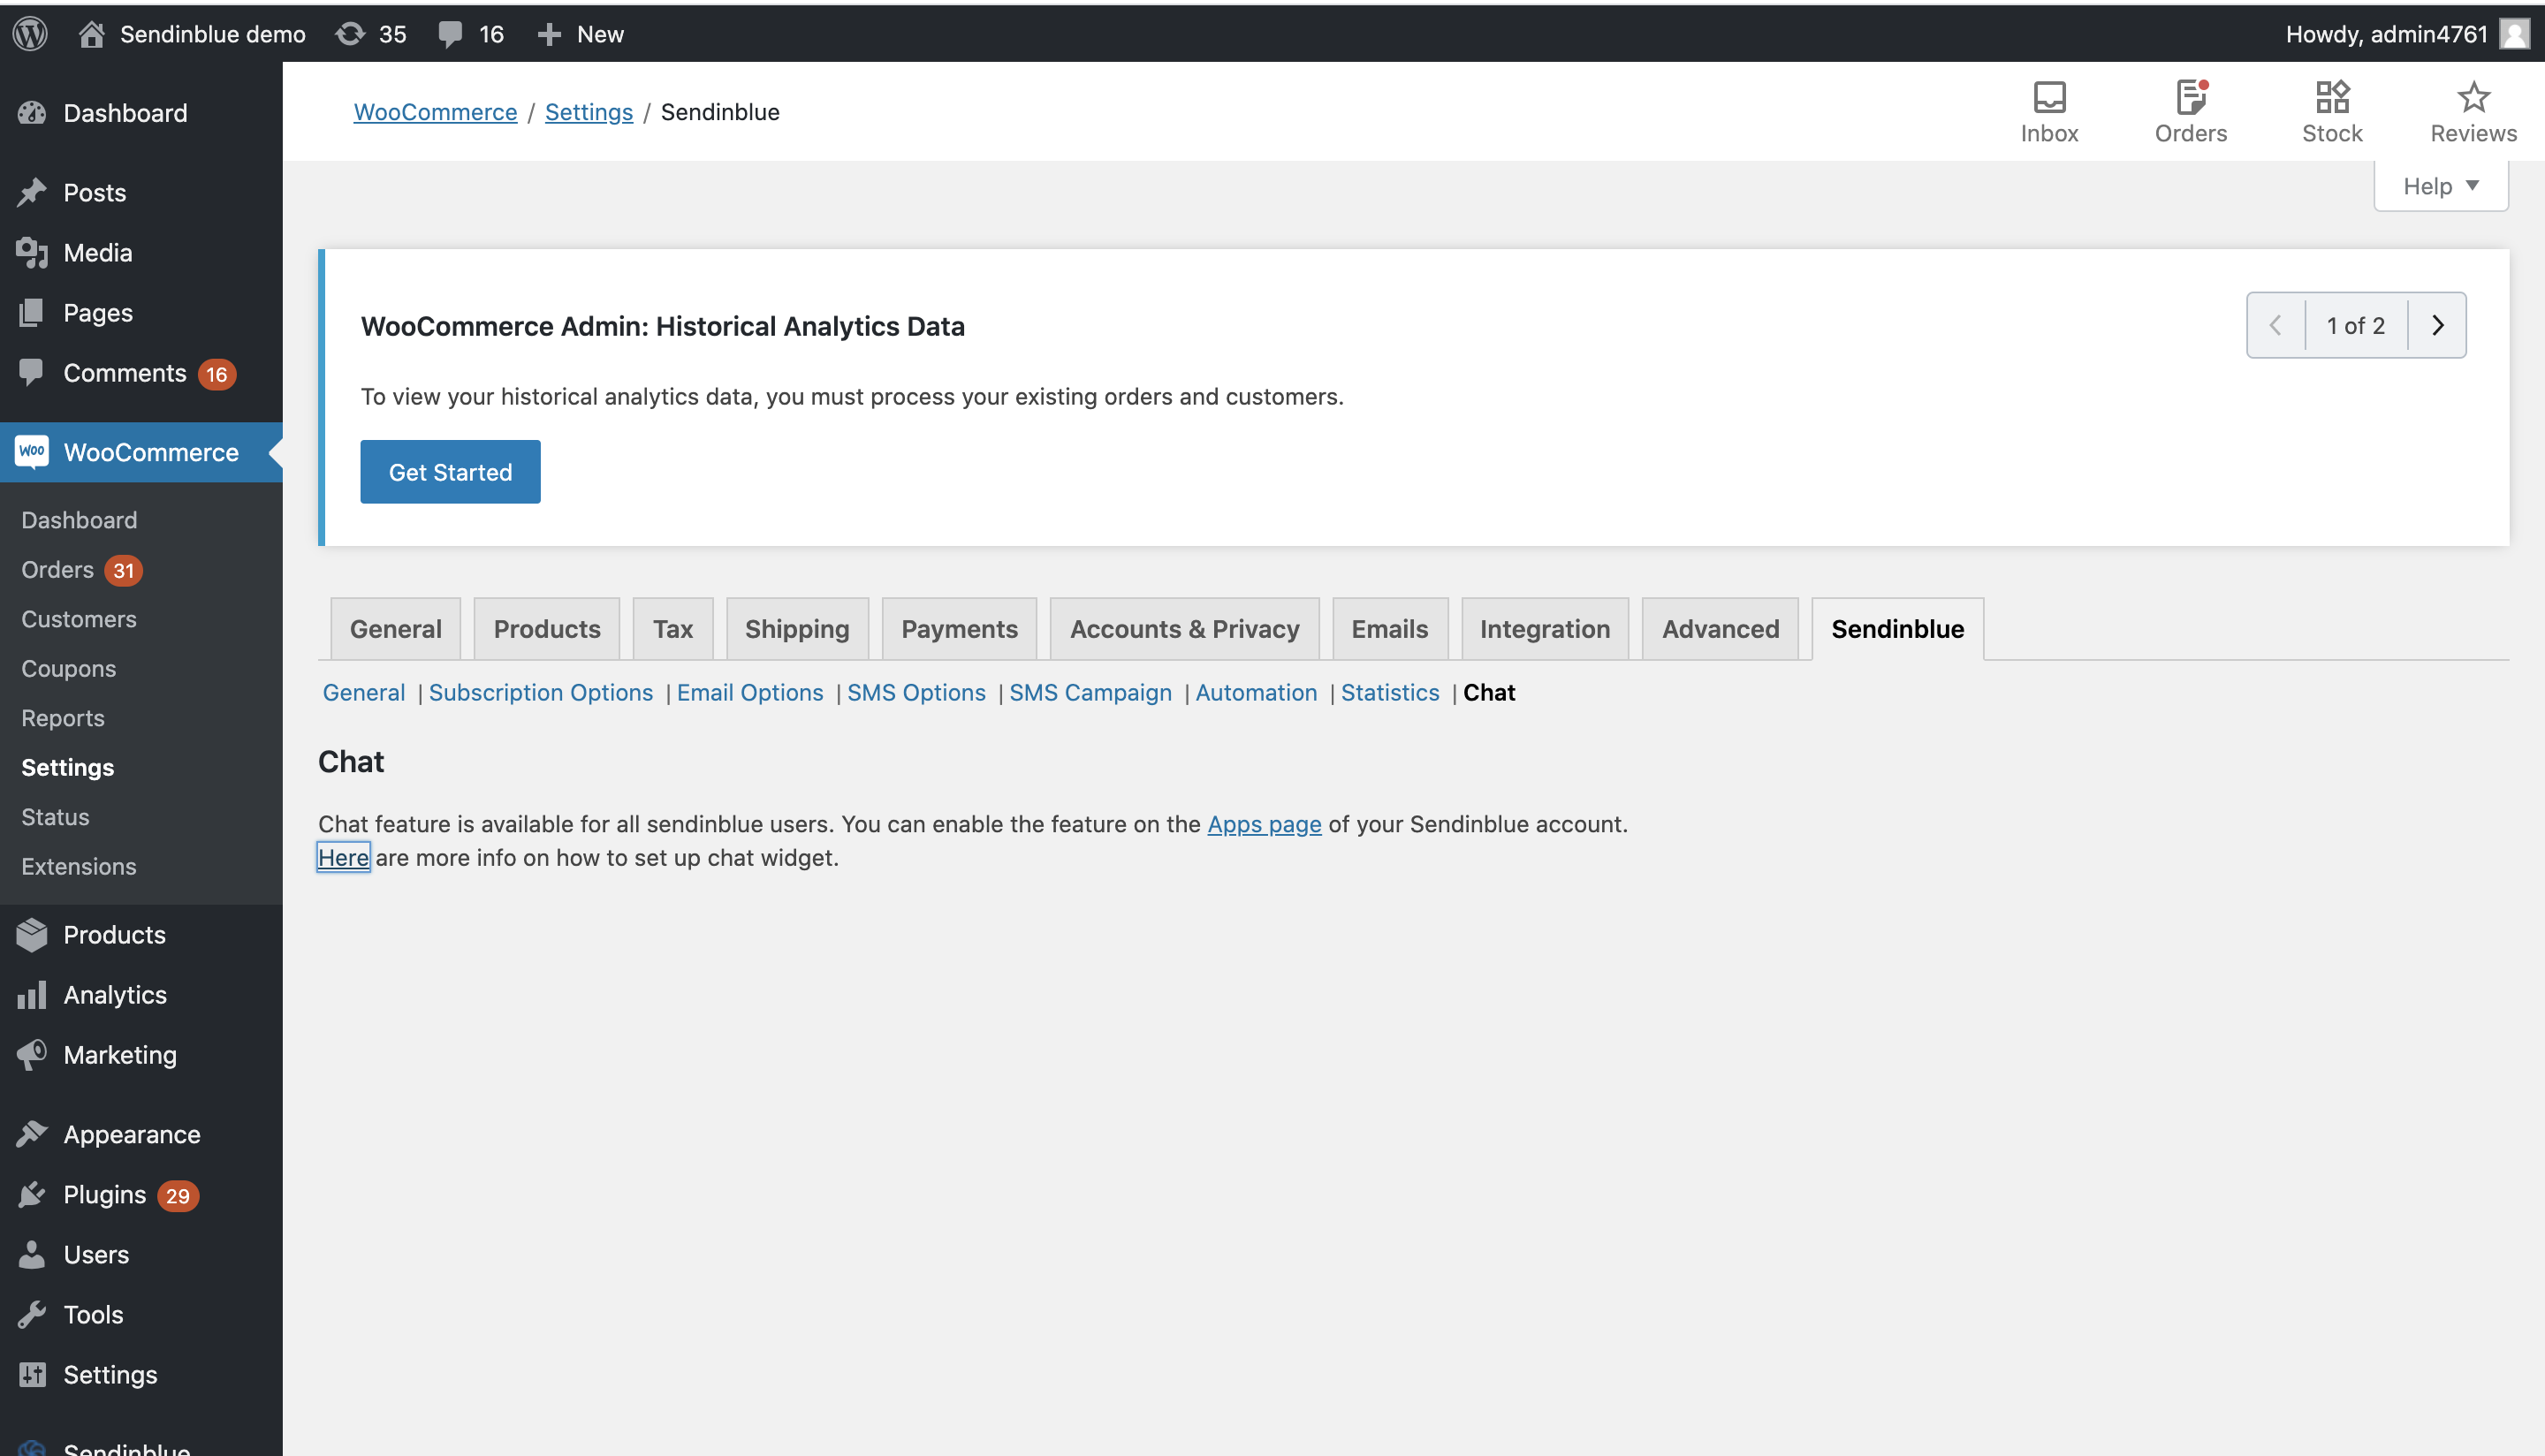 Sendinblue demo 35 16 New Howdy, admin4761
Dashboard
Posts
Media
Pages
Comments 16
Woo WooCommerce
Dashboard
Orders 31
Customers
Coupons
Reports
Settings
Status
Extensions
Products
Analytics
Marketing
Appearance
Plugins 29
Users
Tools
Settings
Sendinblue
WooCommerce / Settings / Sendinblue
Inbox Orders Stock Reviews
Help
WooCommerce Admin: Historical Analytics Data
1 of 2
To view your historical analytics data, you must process your existing orders and customers.
Get Started
General Products Tax Shipping Payments Accounts & Privacy Emails Integration Advanced Sendinblue
General | Subscription Options | Email Options | SMS Options | SMS Campaign | Automation | Statistics | Chat
Chat
Chat feature is available for all sendinblue users. You can enable the feature on the Apps page of your Sendinblue account.
Here are more info on how to set up chat widget.